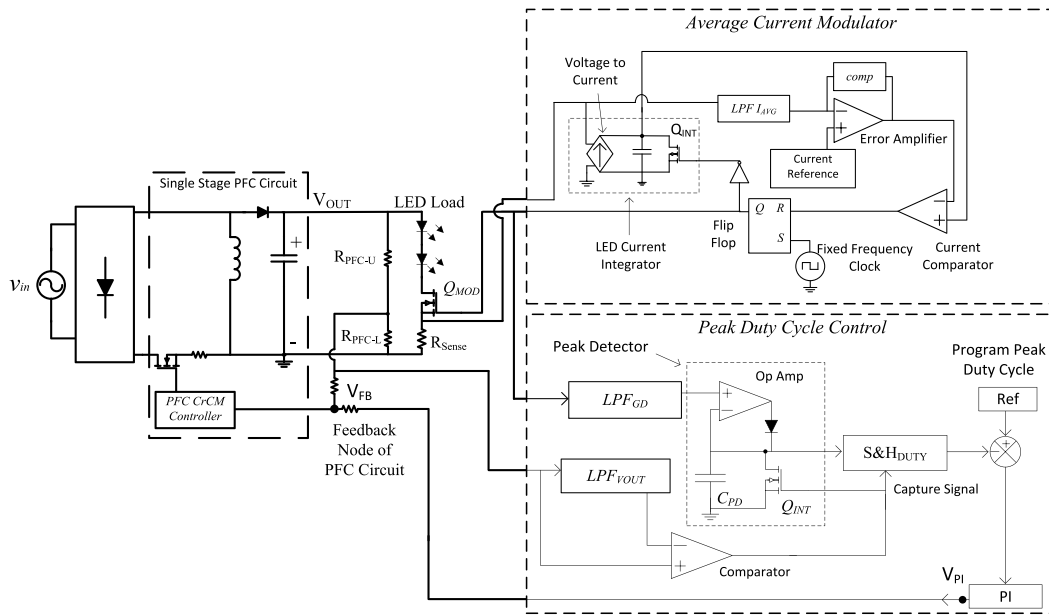 Average Current Modulator
Voltage to
Current
Q_INT
LPF I_AVG
comp
Error Amplifier
Current
Reference
LED Current
Integrator
Flip
Flop
Q
R
S
Fixed Frequency
Clock
Current
Comparator
Single Stage PFC Circuit
V_OUT
LED Load
v_in
+
-
R_PFC-U
R_PFC-L
Q_MOD
R_Sense
PFC CrCM
Controller
V_FB
Feedback
Node of
PFC Circuit
Peak Duty Cycle Control
Peak Detector
Op Amp
Program Peak
Duty Cycle
Ref
LPF_GD
S&H_DUTY
LPF_VOUT
C_PD
Q_INT
Capture Signal
Comparator
V_PI
PI